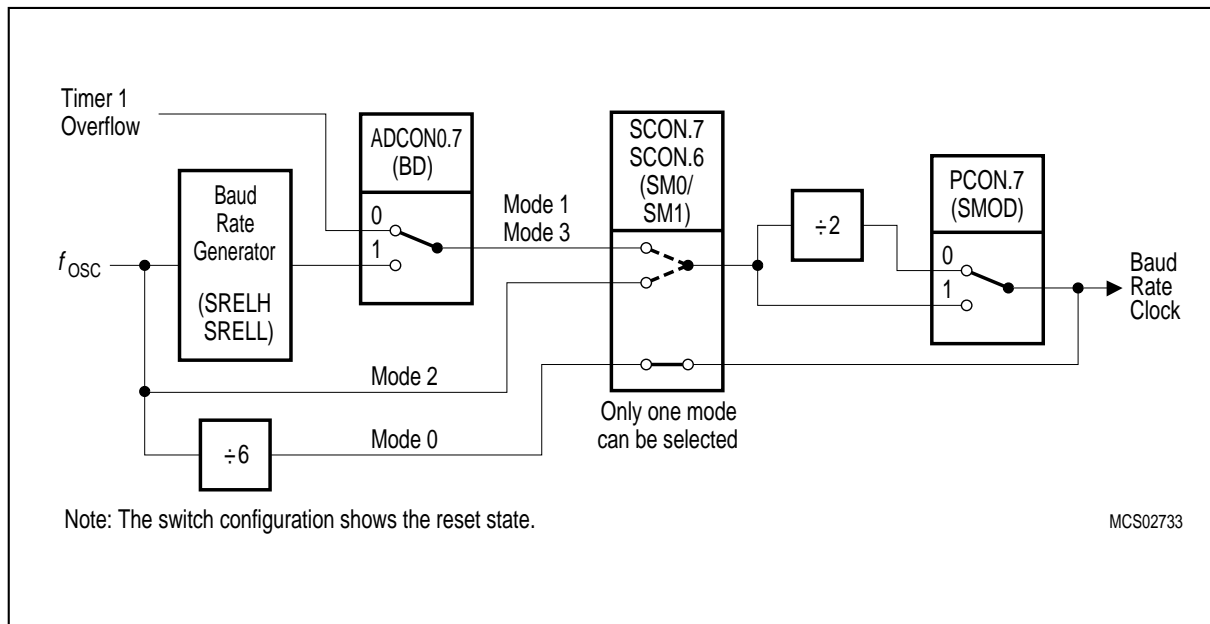 Timer 1
Overflow
ADCON0.7
(BD)
0
1
Baud
Rate
Generator
(SRELH
SRELL)
f OSC
Mode 1
Mode 3
SCON.7
SCON.6
(SM0/
SM1)
÷2
PCON.7
(SMOD)
0
1
Baud
Rate
Clock
Mode 2
Only one mode
can be selected
Mode 0
÷6
Note: The switch configuration shows the reset state.
MCS02733